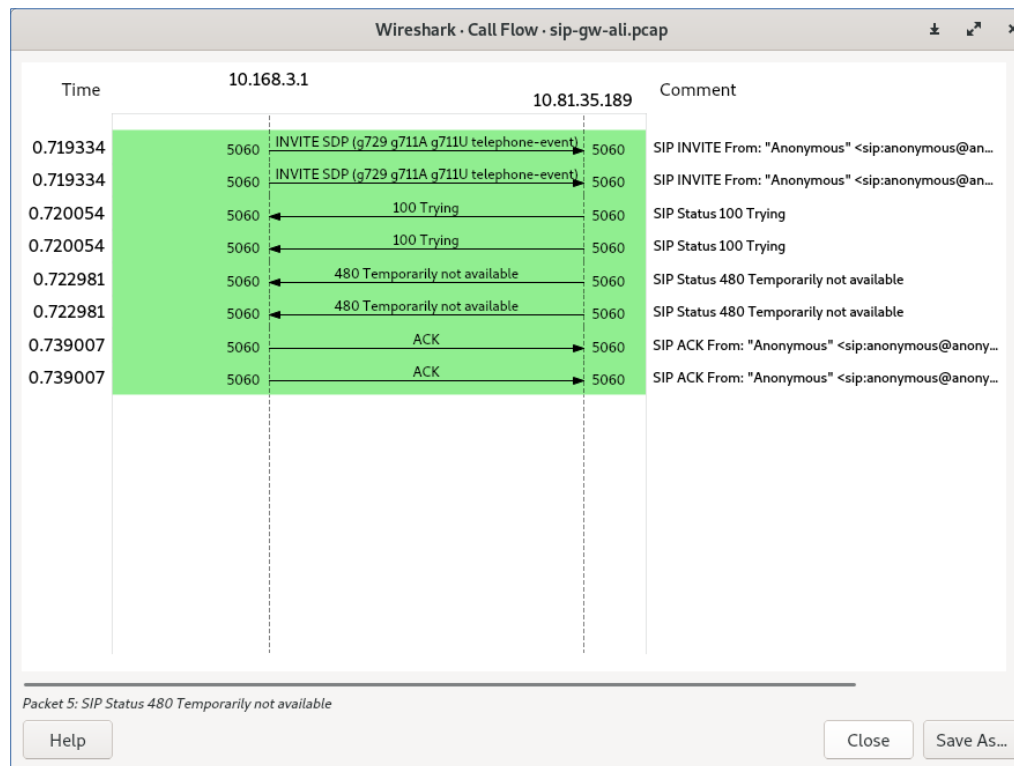 Wireshark · Call Flow · sip-gw-ali.pcap
Time 10.168.3.1 10.81.35.189 Comment
0.719334 5060 INVITE SDP (g729 g711A g711U telephone-event) 5060 SIP INVITE From: "Anonymous" <sip:anonymous@an...
0.719334 5060 INVITE SDP (g729 g711A g711U telephone-event) 5060 SIP INVITE From: "Anonymous" <sip:anonymous@an...
0.720054 5060 100 Trying 5060 SIP Status 100 Trying
0.720054 5060 100 Trying 5060 SIP Status 100 Trying
0.722981 5060 480 Temporarily not available 5060 SIP Status 480 Temporarily not available
0.722981 5060 480 Temporarily not available 5060 SIP Status 480 Temporarily not available
0.739007 5060 ACK 5060 SIP ACK From: "Anonymous" <sip:anonymous@anony...
0.739007 5060 ACK 5060 SIP ACK From: "Anonymous" <sip:anonymous@anony...
Packet 5: SIP Status 480 Temporarily not available
Help Close Save As...